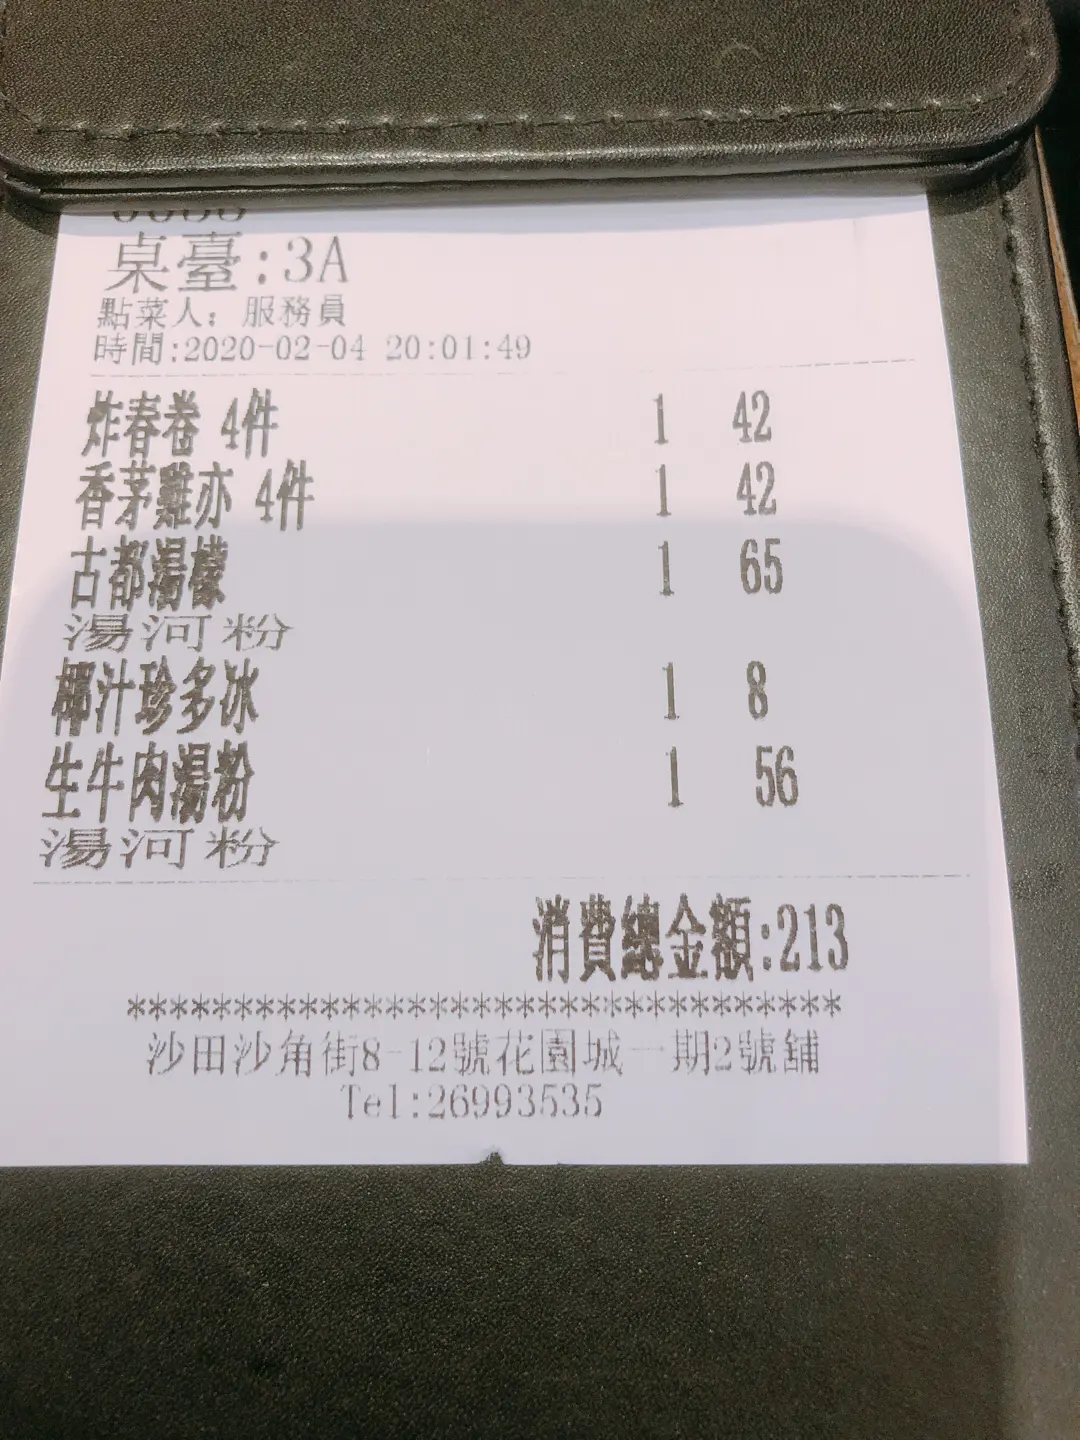 桌臺:3A
點菜人: 服務員
時間:2020-02-04 20:01:49
炸春卷 4件 1 42
香茅雞亦 4件 1 42
古都湯檬 1 65
湯河粉
椰汁珍多冰 1 8
生牛肉湯粉 1 56
湯河粉
消費總金額:213
**********************************
沙田沙角街8-12號花園城一期2號舖
Tel:26993535